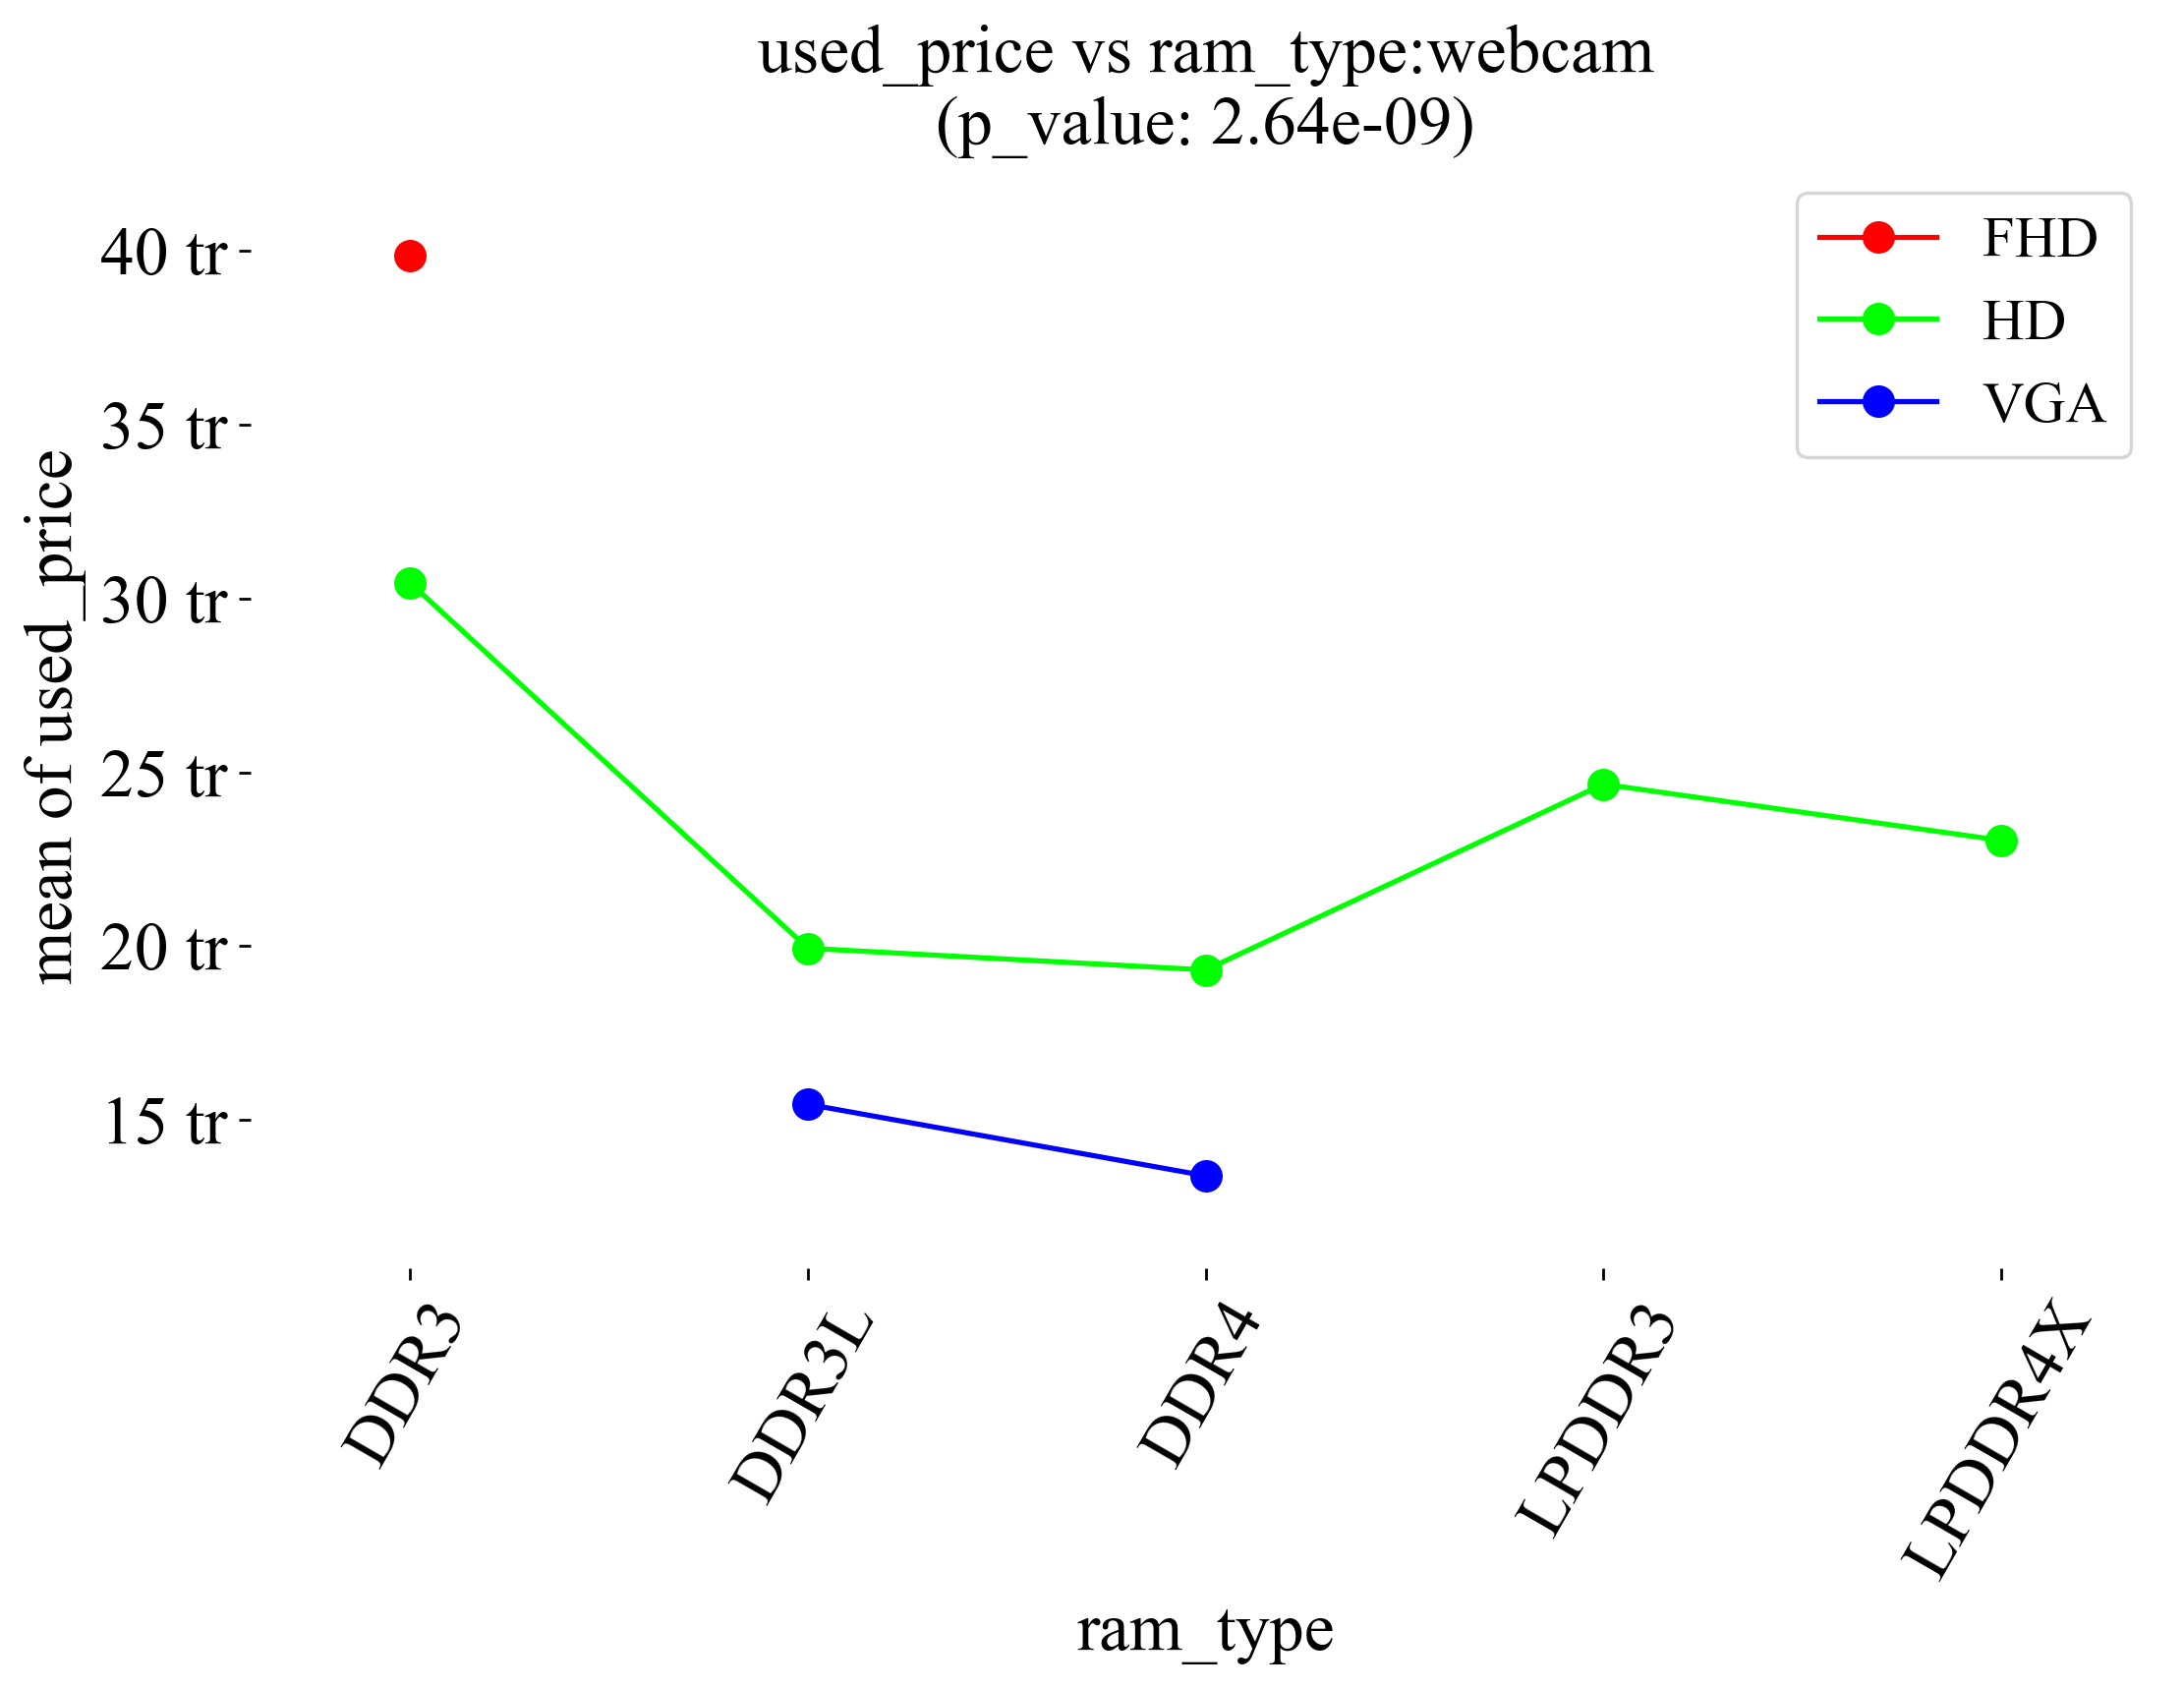 used_price vs ram_type:webcam
(p_value: 2.64e-09)
FHD
HD
VGA
mean of used_price
40 tr
35 tr
30 tr
25 tr
20 tr
15 tr
DDR3
DDR3L
DDR4
LPDDR3
LPDDR4X
ram_type